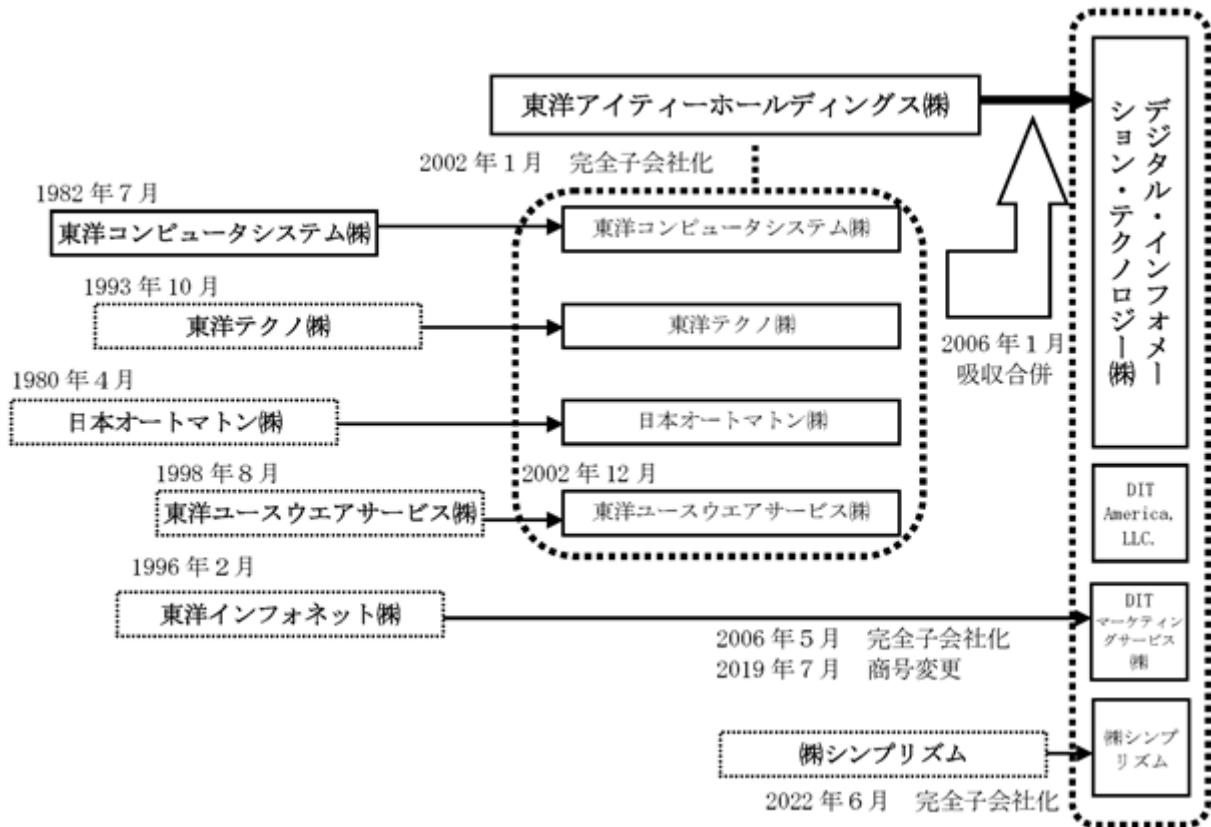 東洋アイティーホールディングス㈱
2002年1月　完全子会社化
1982年7月
東洋コンピュータシステム㈱
東洋コンピュータシステム㈱
1993年10月
東洋テクノ㈱
東洋テクノ㈱
1980年4月
日本オートマトン㈱
日本オートマトン㈱
1998年8月
2002年12月
東洋ユースウエアサービス㈱
東洋ユースウエアサービス㈱
1996年2月
東洋インフォネット㈱
2006年5月　完全子会社化
2019年7月　商号変更
㈱シンプリズム
2022年6月　完全子会社化
2006年1月
吸収合併
デジタル・インフォメー
ション・テクノロジー㈱
DIT
America,
LLC.
DIT
マーケティン
グサービス
㈱
㈱シンプ
リズム